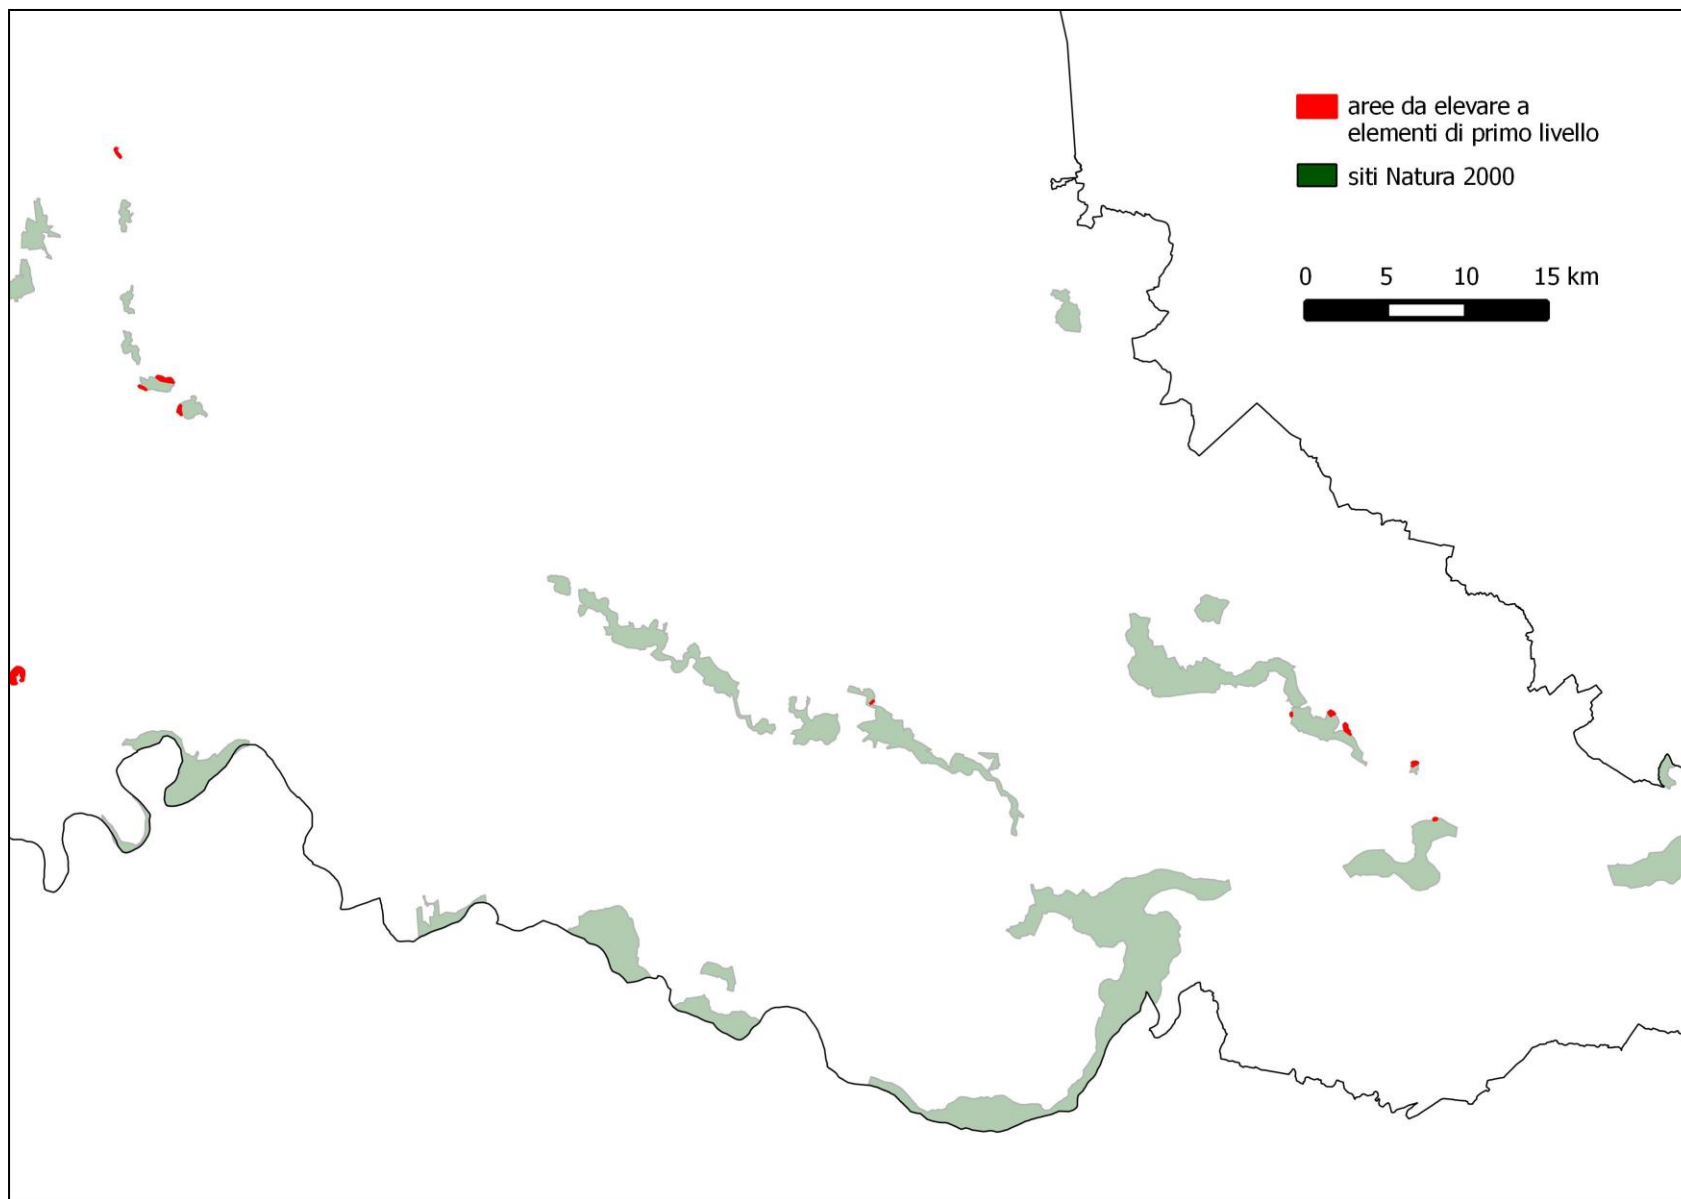 aree da elevare a
elementi di primo livello
siti Natura 2000
0 5 10 15 km